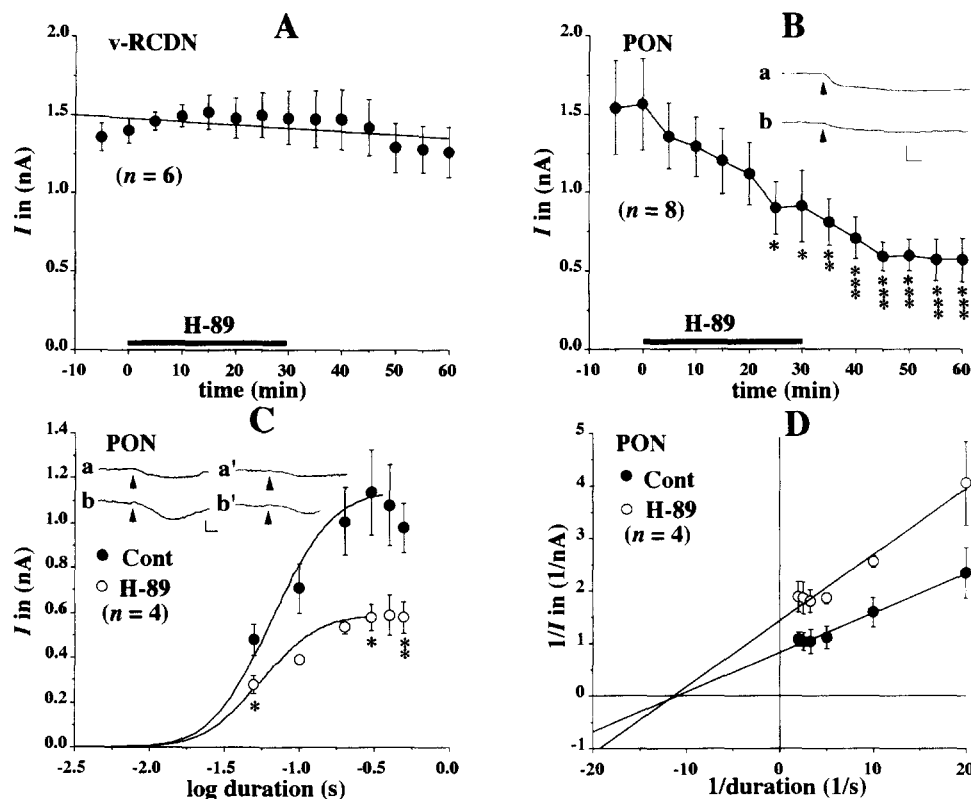 A
v-RCDN
I in (nA)
2.0
1.5
1.0
0.5
0.0
(n = 6)
H-89
-10 0 10 20 30 40 50 60
time (min)
B
PON
I in (nA)
2.0
1.5
1.0
0.5
0.0
a
b
(n = 8)
* * ** *** *** *** *** ***
H-89
-10 0 10 20 30 40 50 60
time (min)
C
PON
I in (nA)
1.4
1.2
1.0
0.8
0.6
0.4
0.2
0.0
a a'
b b'
Cont
H-89
(n = 4)
* * **
-2.5 -2.0 -1.5 -1.0 -0.5 0.0
log duration (s)
D
PON
1/I in (1/nA)
5
4
3
2
1
0
-1
Cont
H-89
(n = 4)
-20 -10 0 10 20
1/duration (1/s)